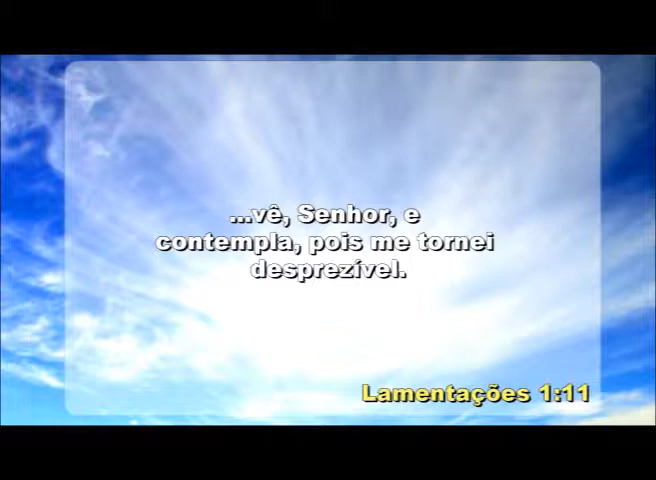 ...vê, Senhor, e
contempla, pois me tornei
desprezível.
Lamentações 1:11